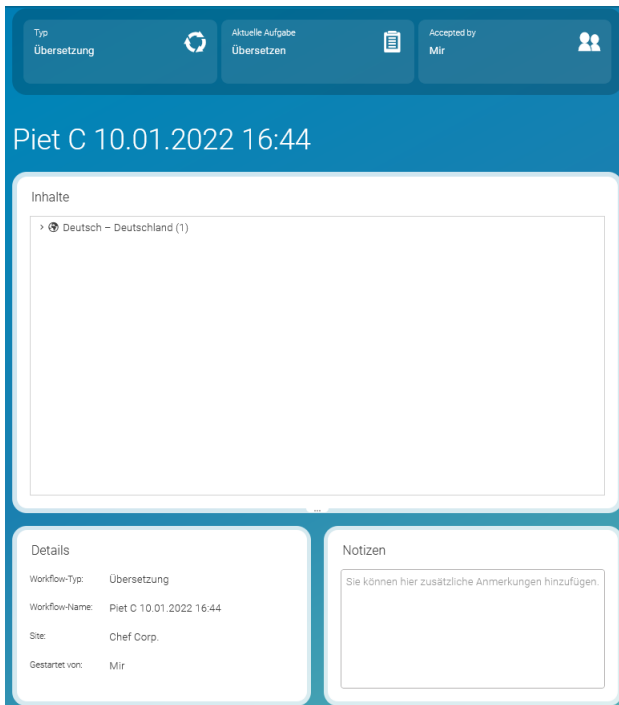 Typ
Übersetzung
Aktuelle Aufgabe
Übersetzen
Accepted by
Mir
Piet C 10.01.2022 16:44
Inhalte
Deutsch – Deutschland (1)
Details
Workflow-Typ: Übersetzung
Workflow-Name: Piet C 10.01.2022 16:44
Site: Chef Corp.
Gestartet von: Mir
Notizen
Sie können hier zusätzliche Anmerkungen hinzufügen.